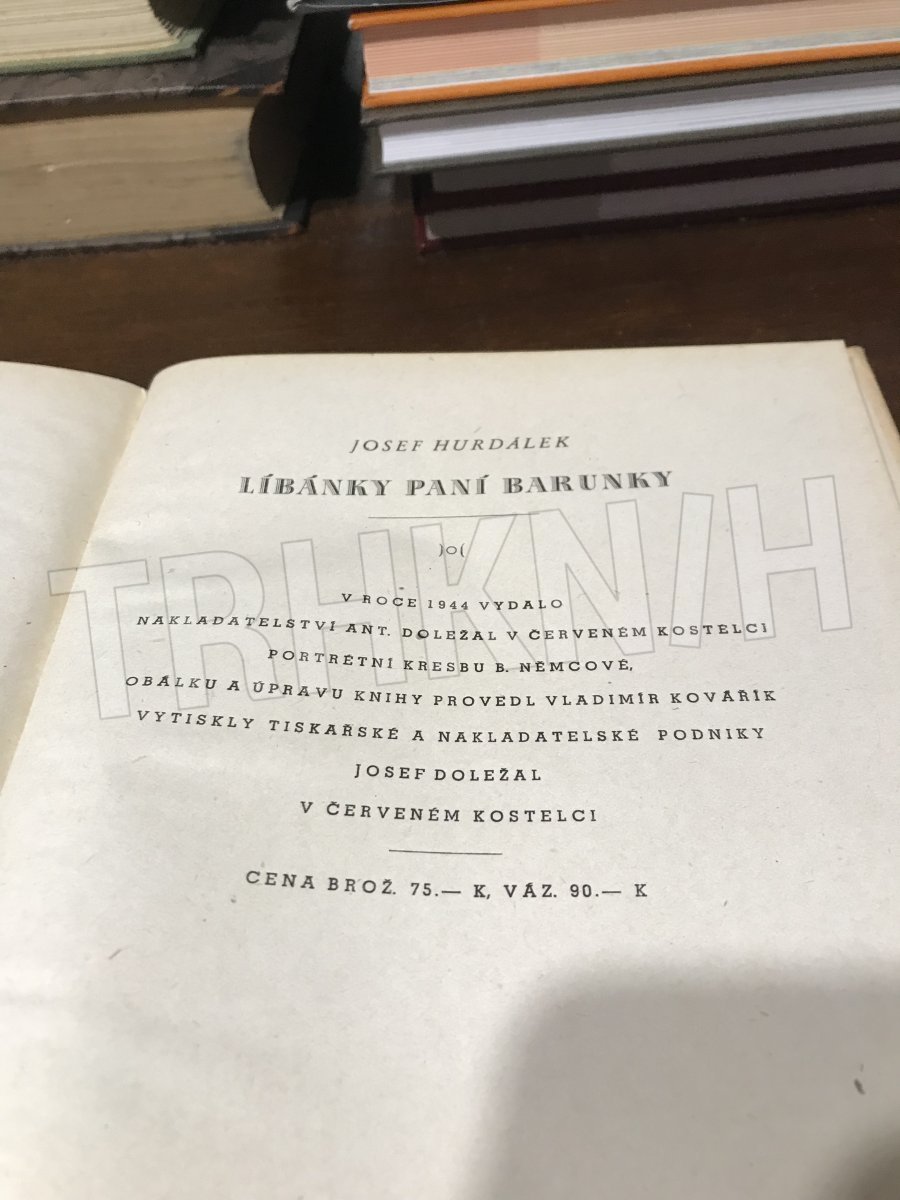 JOSEF HURDÁLEK
LÍBÁNKY PANÍ BARUNKY
)o(
V ROCE 1944 VYDALO
NAKLADATELSTVÍ ANT. DOLEŽAL V ČERVENÉM KOSTELCI
PORTRÉTNÍ KRESBU B. NĚMCOVÉ,
OBÁLKU A ÚPRAVU KNIHY PROVEDL VLADIMÍR KOVÁŘÍK
VYTISKLY TISKAŘSKÉ A NAKLADATELSKÉ PODNIKY
JOSEF DOLEŽAL
V ČERVENÉM KOSTELCI
CENA BROŽ. 75.— K, VÁZ. 90.— K
TRHKN/H